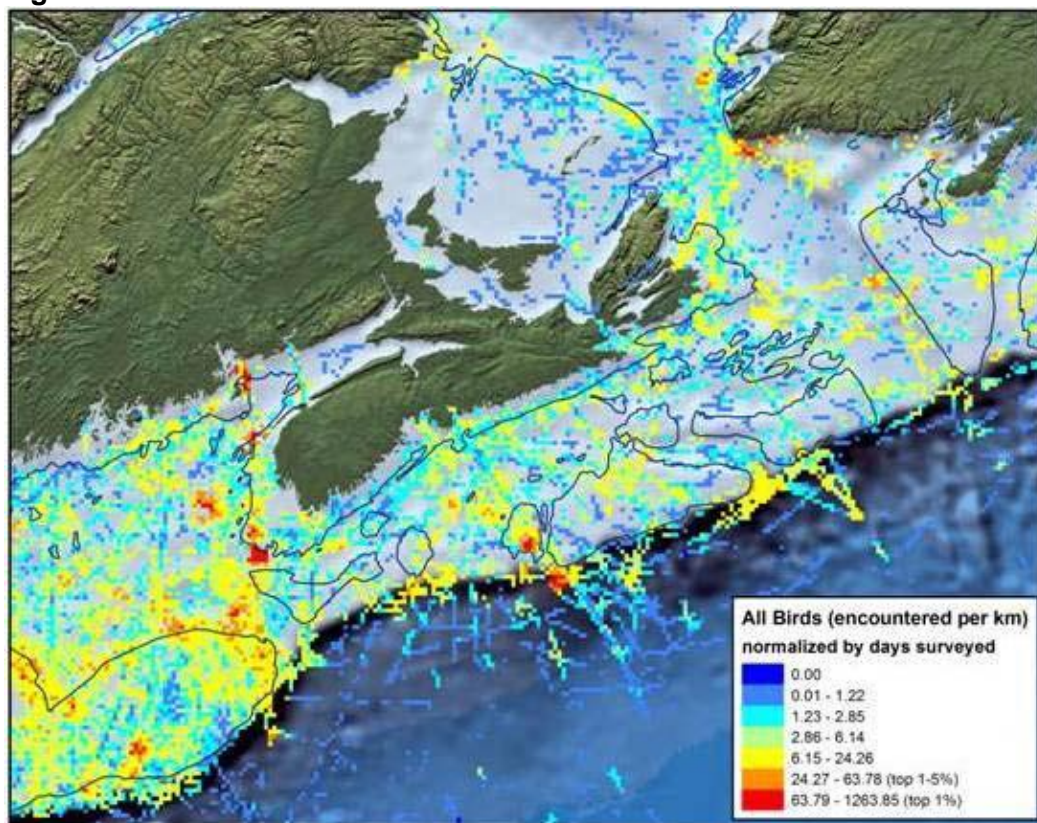 All Birds (encountered per km)
normalized by days surveyed
0.00
0.01 - 1.22
1.23 - 2.85
2.86 - 6.14
6.15 - 24.26
24.27 - 63.78 (top 1-5%)
63.79 - 1263.85 (top 1%)